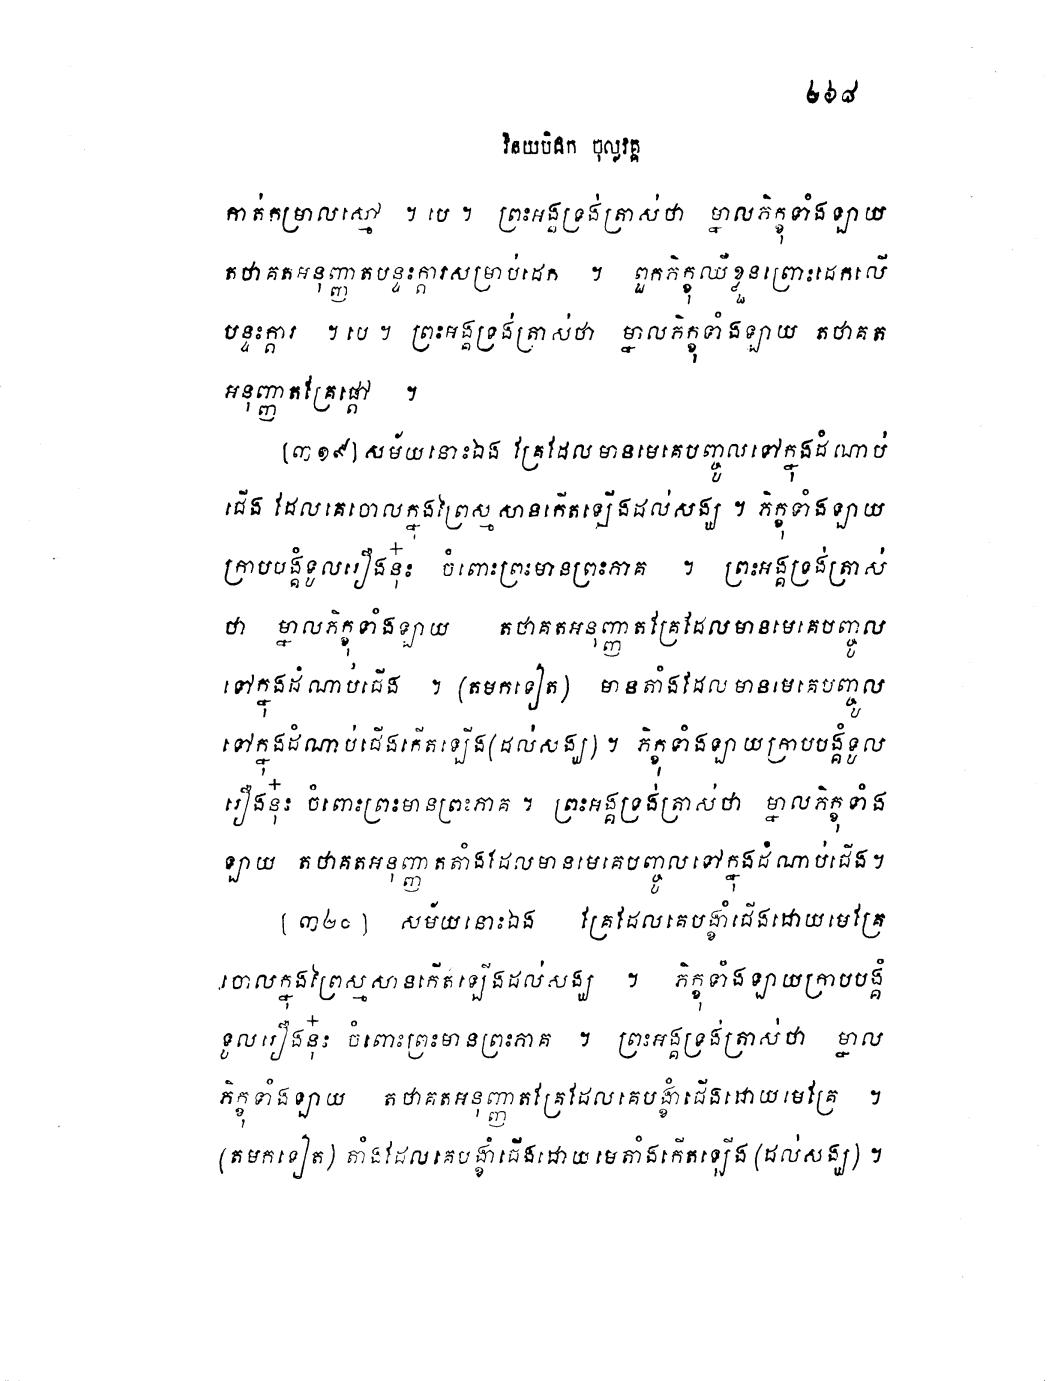 ២៦៨
វិនយបិដក ចុល្លវគ្គ
កាត់កម្រាលស្មៅ ។ បេ ។ ព្រះអង្គទ្រង់ត្រាស់ថា ម្នាលភិក្ខុទាំងឡាយ
តថាគតអនុញ្ញាតបន្ទះក្តារសម្រាប់ដេក ។ ពួកភិក្ខុឈឺខ្លួនព្រោះដេកលើ
បន្ទះក្តារ ។ បេ ។ ព្រះអង្គទ្រង់ត្រាស់ថា ម្នាលភិក្ខុទាំងឡាយ តថាគត
អនុញ្ញាតគ្រែផ្តៅ ។
(៣១៩) សម័យនោះឯង គ្រែដែលមានមេគេបញ្ចូលទៅក្នុងដំណាប់
ជើង ដែលគេចោលក្នុងព្រៃស្មសានកើតឡើងដល់សង្ឃ ។ ភិក្ខុទាំងឡាយ
ក្រាបបង្គំទូលរឿងនុ៎ះ ចំពោះព្រះមានព្រះភាគ ។ ព្រះអង្គទ្រង់ត្រាស់
ថា ម្នាលភិក្ខុទាំងឡាយ តថាគតអនុញ្ញាតគ្រែដែលមានមេគេបញ្ចូល
ទៅក្នុងដំណាប់ជើង ។ (តមកទៀត) មានតាំងដែលមានមេគេបញ្ចូល
ទៅក្នុងដំណាប់ជើងកើតឡើង(ដល់សង្ឃ) ។ ភិក្ខុទាំងឡាយក្រាបបង្គំទូល
រឿងនុ៎ះ ចំពោះព្រះមានព្រះភាគ ។ ព្រះអង្គទ្រង់ត្រាស់ថា ម្នាលភិក្ខុទាំង
ឡាយ តថាគតអនុញ្ញាតតាំងដែលមានមេគេបញ្ចូលទៅក្នុងដំណាប់ជើង។
(៣២០) សម័យនោះឯង គ្រែដែលគេបង្ខាំជើងដោយមេគ្រែ
ចោលក្នុងព្រៃស្មសានកើតឡើងដល់សង្ឃ ។ ភិក្ខុទាំងឡាយក្រាបបង្គំ
ទូលរឿងនុ៎ះ ចំពោះព្រះមានព្រះភាគ ។ ព្រះអង្គទ្រង់ត្រាស់ថា ម្នាល
ភិក្ខុទាំងឡាយ តថាគតអនុញ្ញាតគ្រែដែលគេបង្ខាំជើងដោយមេគ្រែ ។
(តមកទៀត) តាំងដែលគេបង្ខាំជើងដោយមេតាំងកើតឡើង (ដល់សង្ឃ) ។